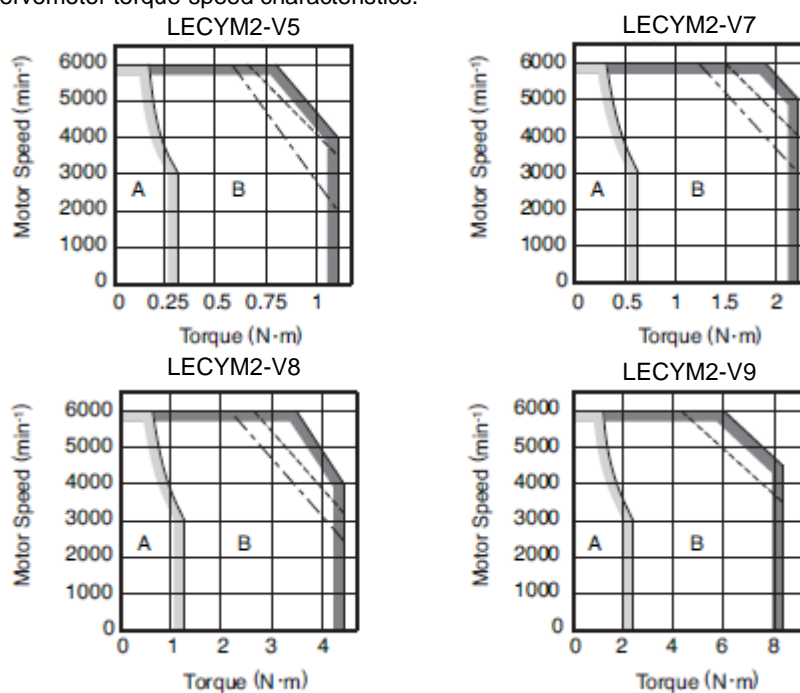 servomotor torque-speed characteristics.
LECYM2-V5
Motor Speed (min⁻¹)
6000
5000
4000
3000
2000
1000
0
A
B
0 0.25 0.5 0.75 1
Torque (N·m)
LECYM2-V7
Motor Speed (min⁻¹)
6000
5000
4000
3000
2000
1000
0
A
B
0 0.5 1 1.5 2
Torque (N·m)
LECYM2-V8
Motor Speed (min⁻¹)
6000
5000
4000
3000
2000
1000
0
A
B
0 1 2 3 4
Torque (N·m)
LECYM2-V9
Motor Speed (min⁻¹)
6000
5000
4000
3000
2000
1000
0
A
B
0 2 4 6 8
Torque (N·m)